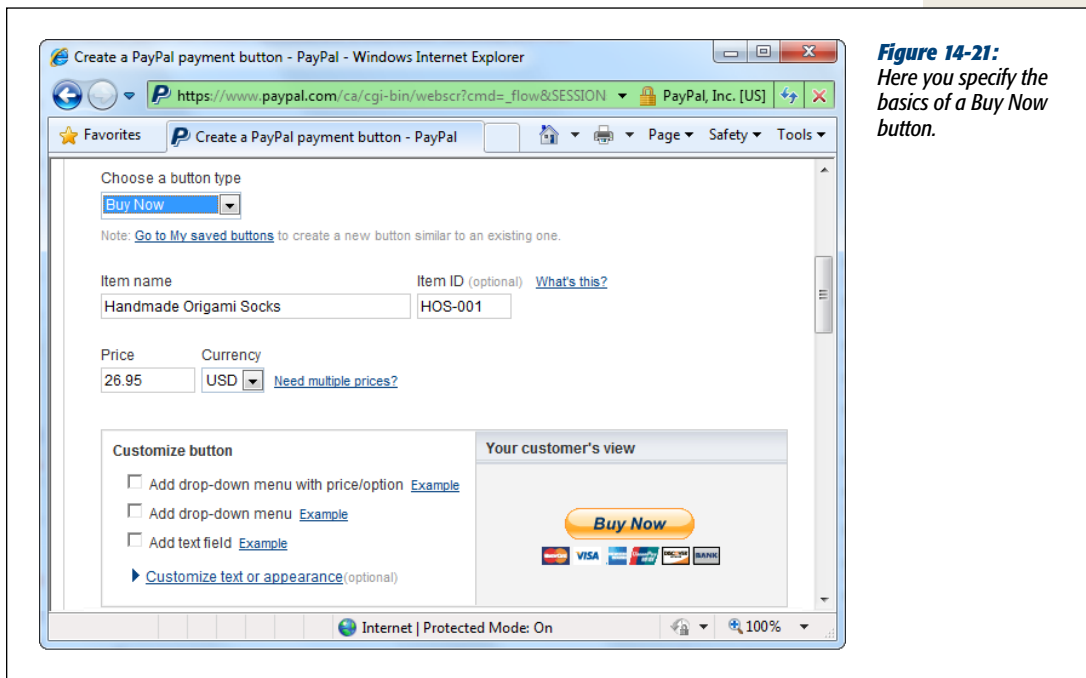 Create a PayPal payment button - PayPal - Windows Internet Explorer
https://www.paypal.com/ca/cgi-bin/webscr?cmd=_flow&SESSION
PayPal, Inc. [US]
Favorites
Create a PayPal payment button - PayPal
Page
Safety
Tools
Choose a button type
Buy Now
Note: Go to My saved buttons to create a new button similar to an existing one.
Item name
Item ID (optional) What's this?
Handmade Origami Socks
HOS-001
Price
Currency
26.95
USD
Need multiple prices?
Customize button
Add drop-down menu with price/option Example
Add drop-down menu Example
Add text field Example
Customize text or appearance(optional)
Your customer's view
Buy Now
VISA
BANK
Internet | Protected Mode: On
100%
Figure 14-21:
Here you specify the
basics of a Buy Now
button.